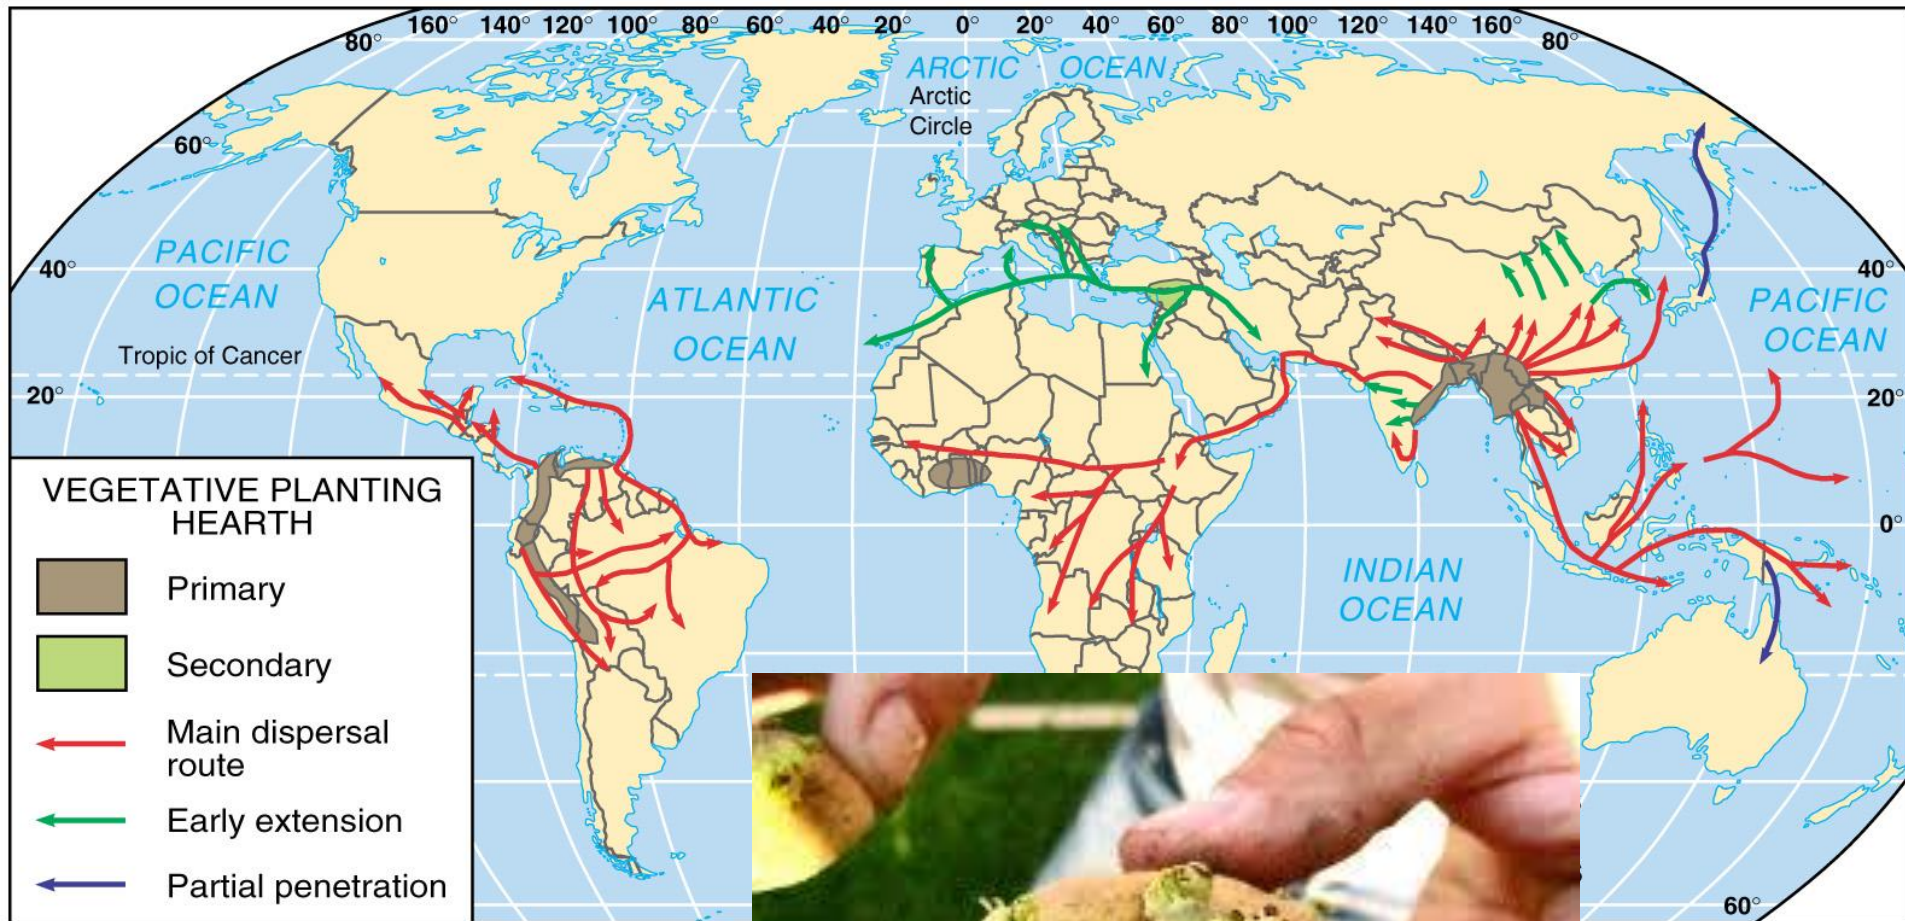 160° 140° 120° 100° 80° 60° 40° 20° 0° 20° 40° 60° 80° 100° 120° 140° 160°
80°
80°
ARCTIC OCEAN
Arctic
Circle
60°
PACIFIC
OCEAN
ATLANTIC
OCEAN
40°
40°
PACIFIC
OCEAN
Tropic of Cancer
20°
20°
0°
INDIAN
OCEAN
VEGETATIVE PLANTING
HEARTH
Primary
Secondary
Main dispersal
route
Early extension
Partial penetration
60°